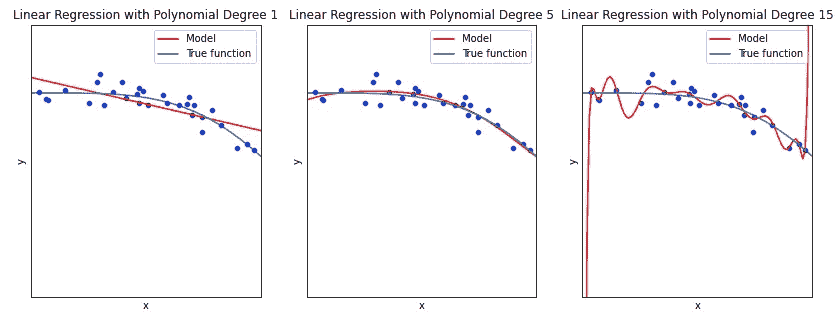 Linear Regression with Polynomial Degree 1
Model
True function
y
x
Linear Regression with Polynomial Degree 5
Model
True function
y
x
Linear Regression with Polynomial Degree 15
Model
True function
y
x